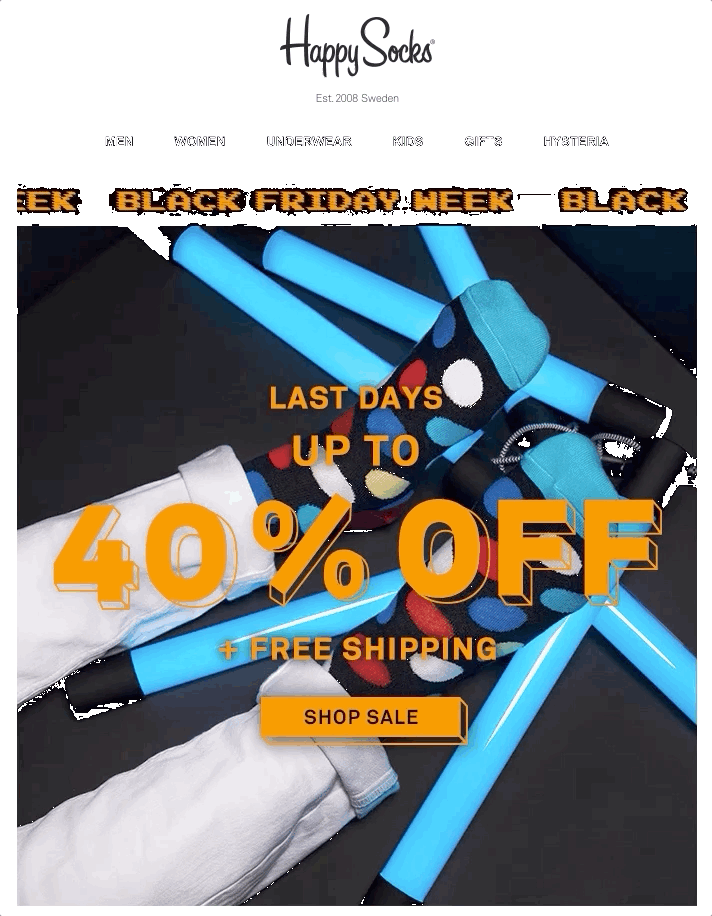 Happy Socks®
Est. 2008 Sweden
MEN WOMEN UNDERWEAR KIDS GIFTS HYSTERIA
EEK BLACK FRIDAY WEEK — BLACK
LAST DAYS
UP TO
40% OFF
+ FREE SHIPPING
SHOP SALE